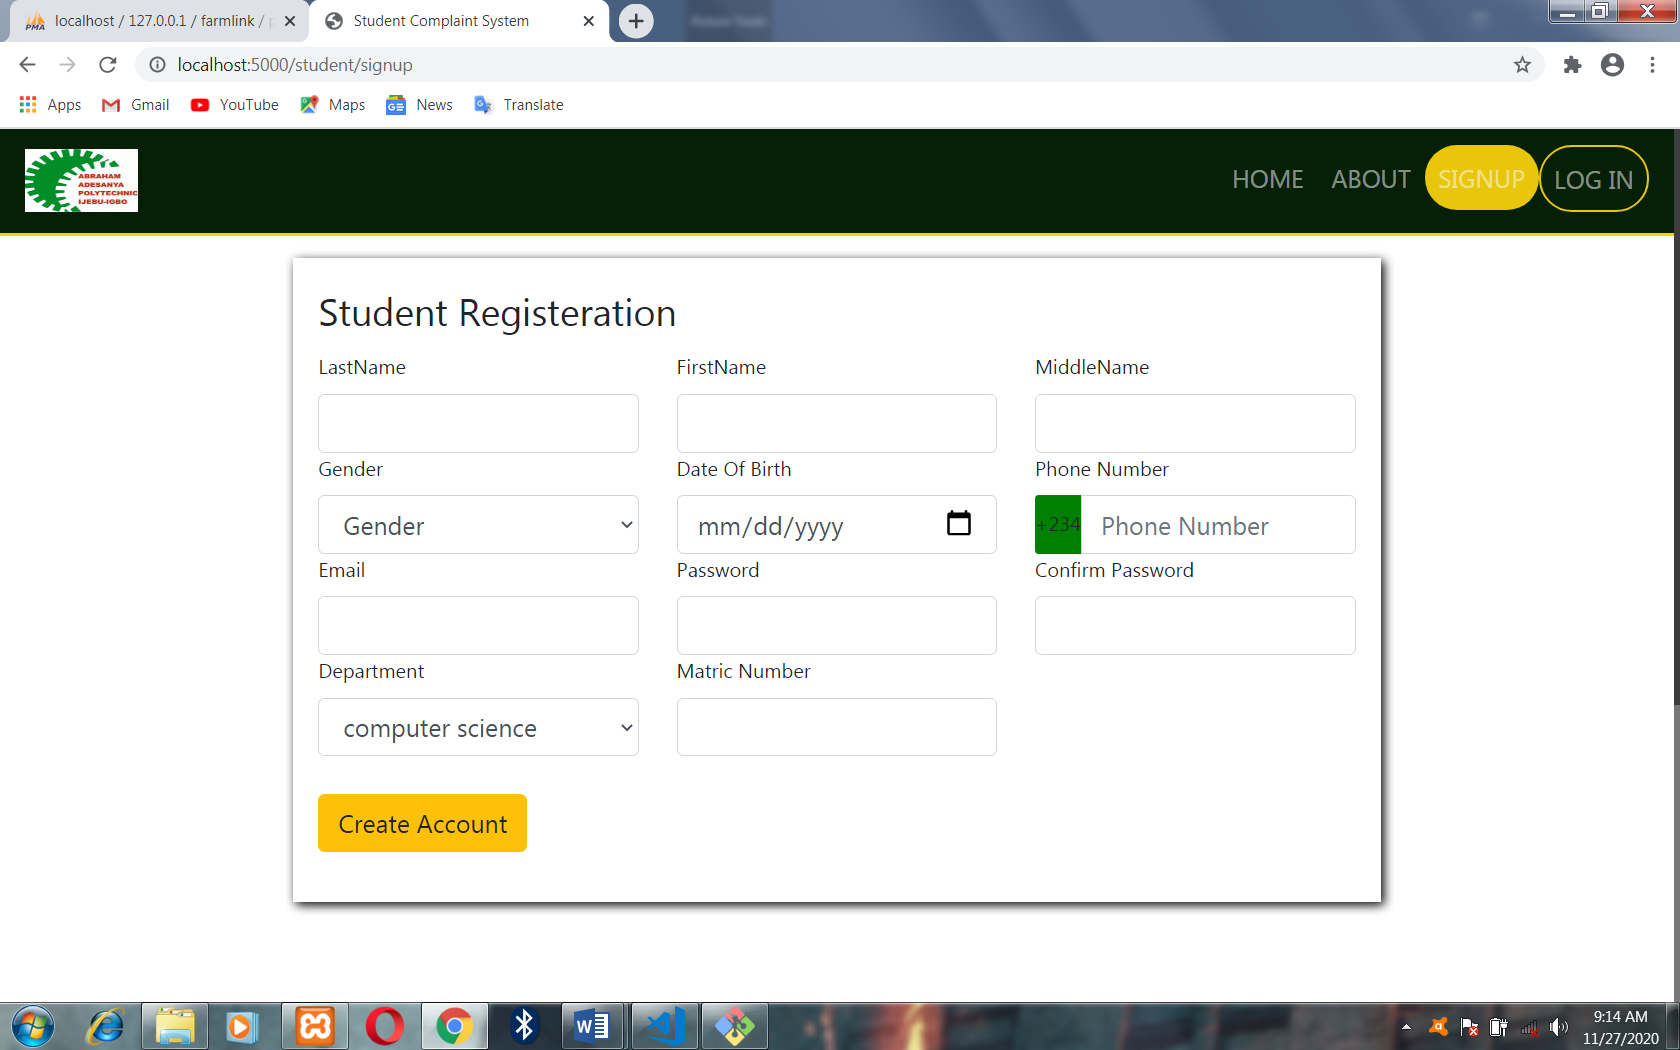 localhost / 127.0.0.1 / farmlink / p
Student Complaint System
localhost:5000/student/signup
Apps Gmail YouTube Maps News Translate
ABRAHAM
ADESANYA
POLYTECHNIC
IJEBU-IGBO
HOME ABOUT SIGNUP LOG IN
Student Registeration
LastName FirstName MiddleName
Gender Date Of Birth Phone Number
Gender mm/dd/yyyy +234 Phone Number
Email Password Confirm Password
Department Matric Number
computer science
Create Account
9:14 AM
11/27/2020